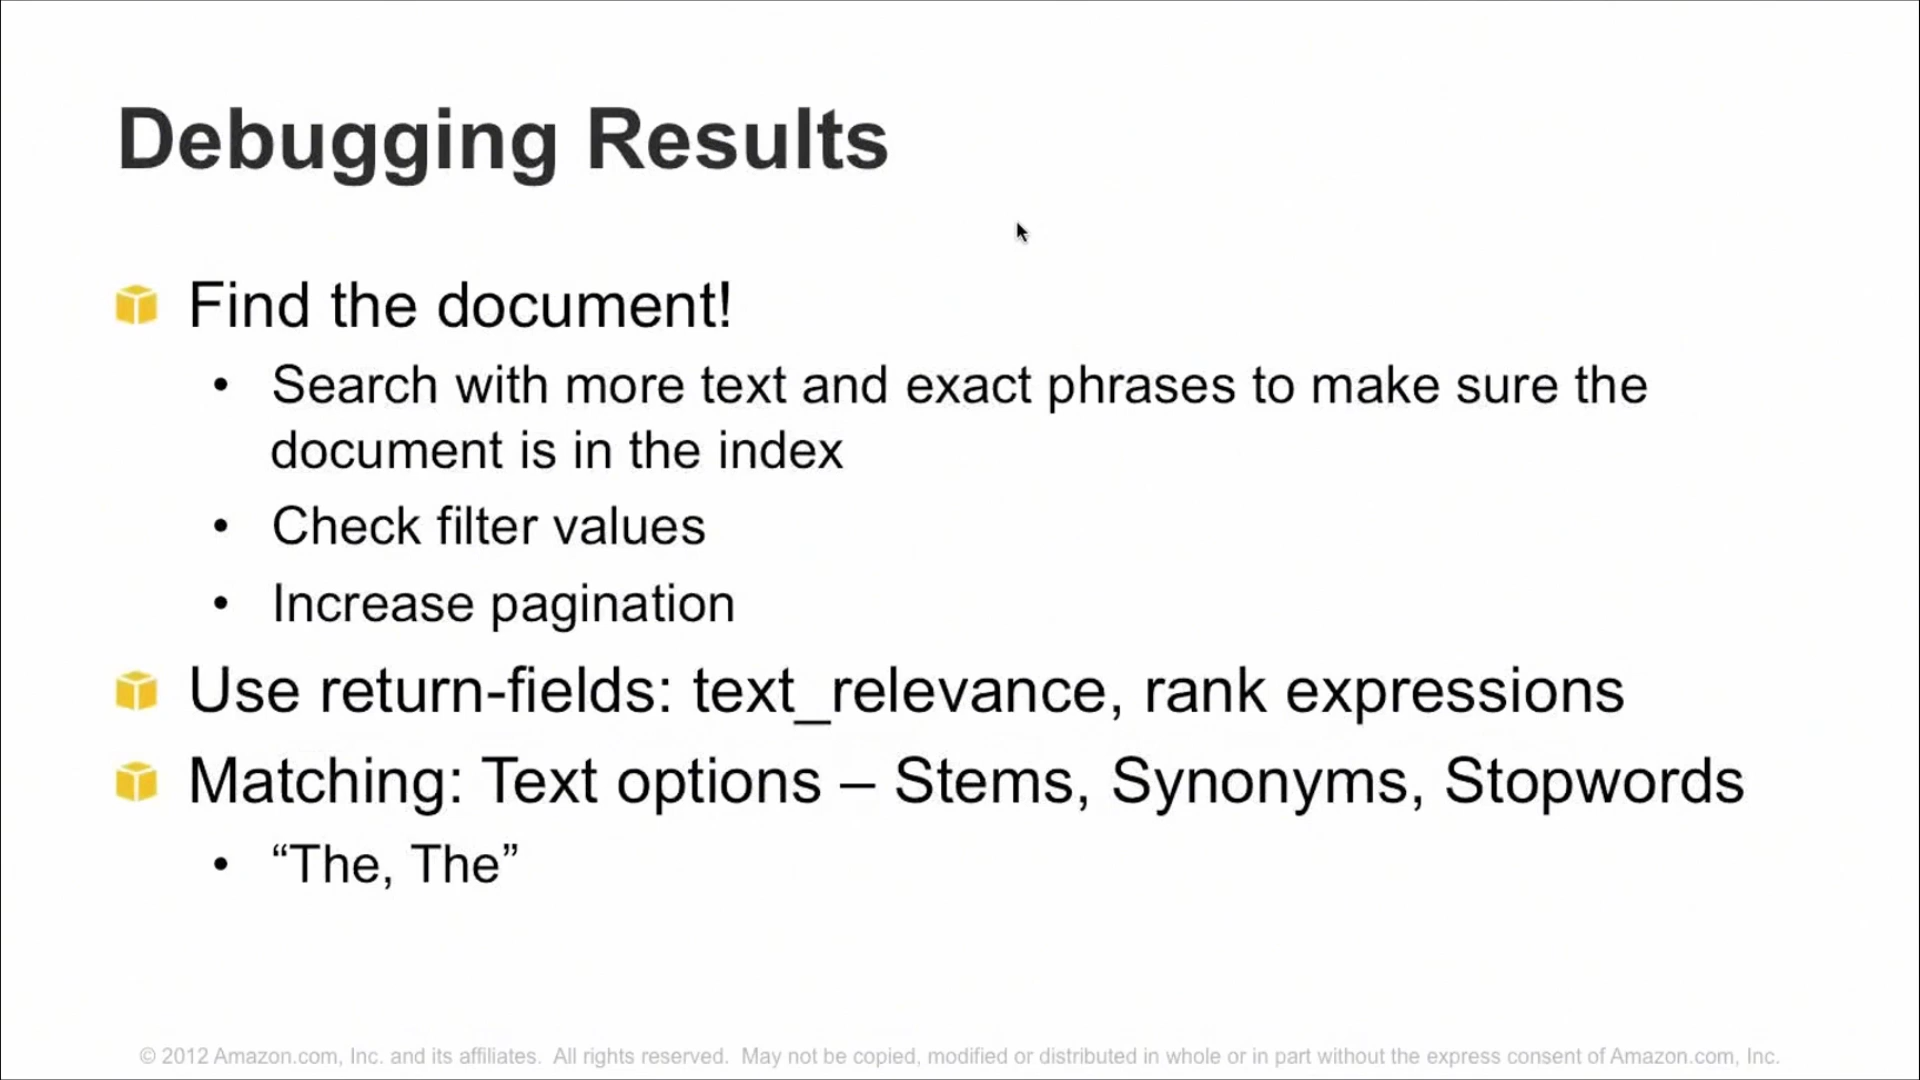 Debugging Results
Find the document!
• Search with more text and exact phrases to make sure the
document is in the index
• Check filter values
• Increase pagination
Use return-fields: text_relevance, rank expressions
Matching: Text options – Stems, Synonyms, Stopwords
• “The, The”
© 2012 Amazon.com, Inc. and its affiliates. All rights reserved. May not be copied, modified or distributed in whole or in part without the express consent of Amazon.com, Inc.